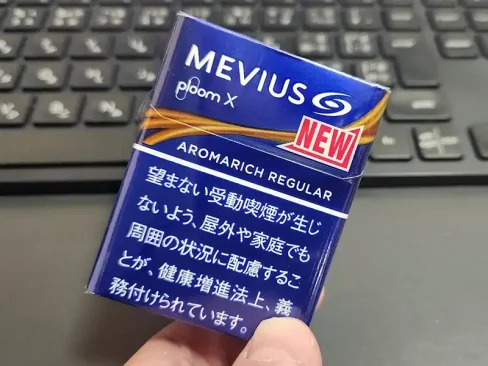 MEVIUS
ploom X
NEW
AROMARICH REGULAR
望まない受動喫煙が生じ
ないよう、屋外や家庭でも
周囲の状況に配慮するこ
とが、健康増進法上、義
務付けられています。